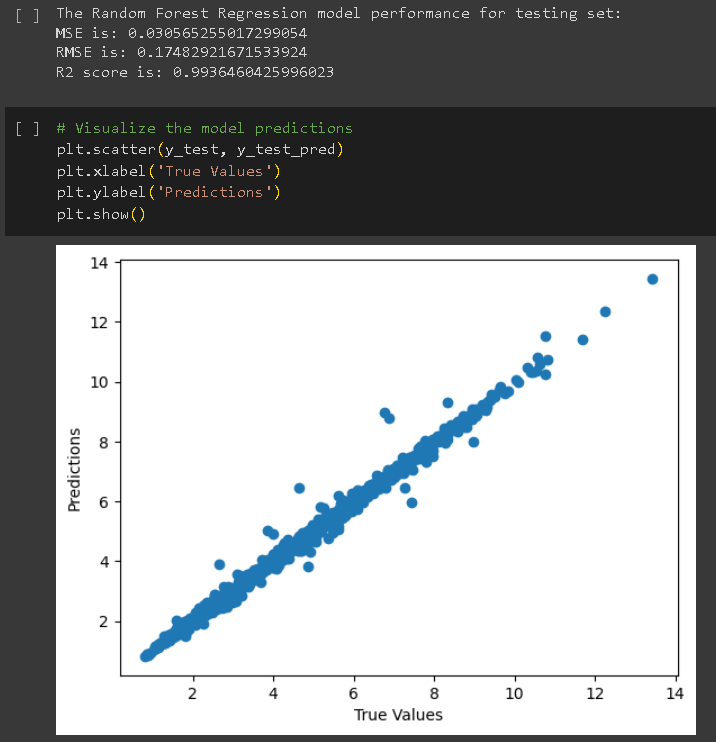 [ ] The Random Forest Regression model performance for testing set:
MSE is: 0.030565255017299054
RMSE is: 0.17482921671533924
R2 score is: 0.9936460425996023
[ ] # Visualize the model predictions
plt.scatter(y_test, y_test_pred)
plt.xlabel('True Values')
plt.ylabel('Predictions')
plt.show()
14
12
10
8
6
4
2
Predictions
2 4 6 8 10 12 14
True Values